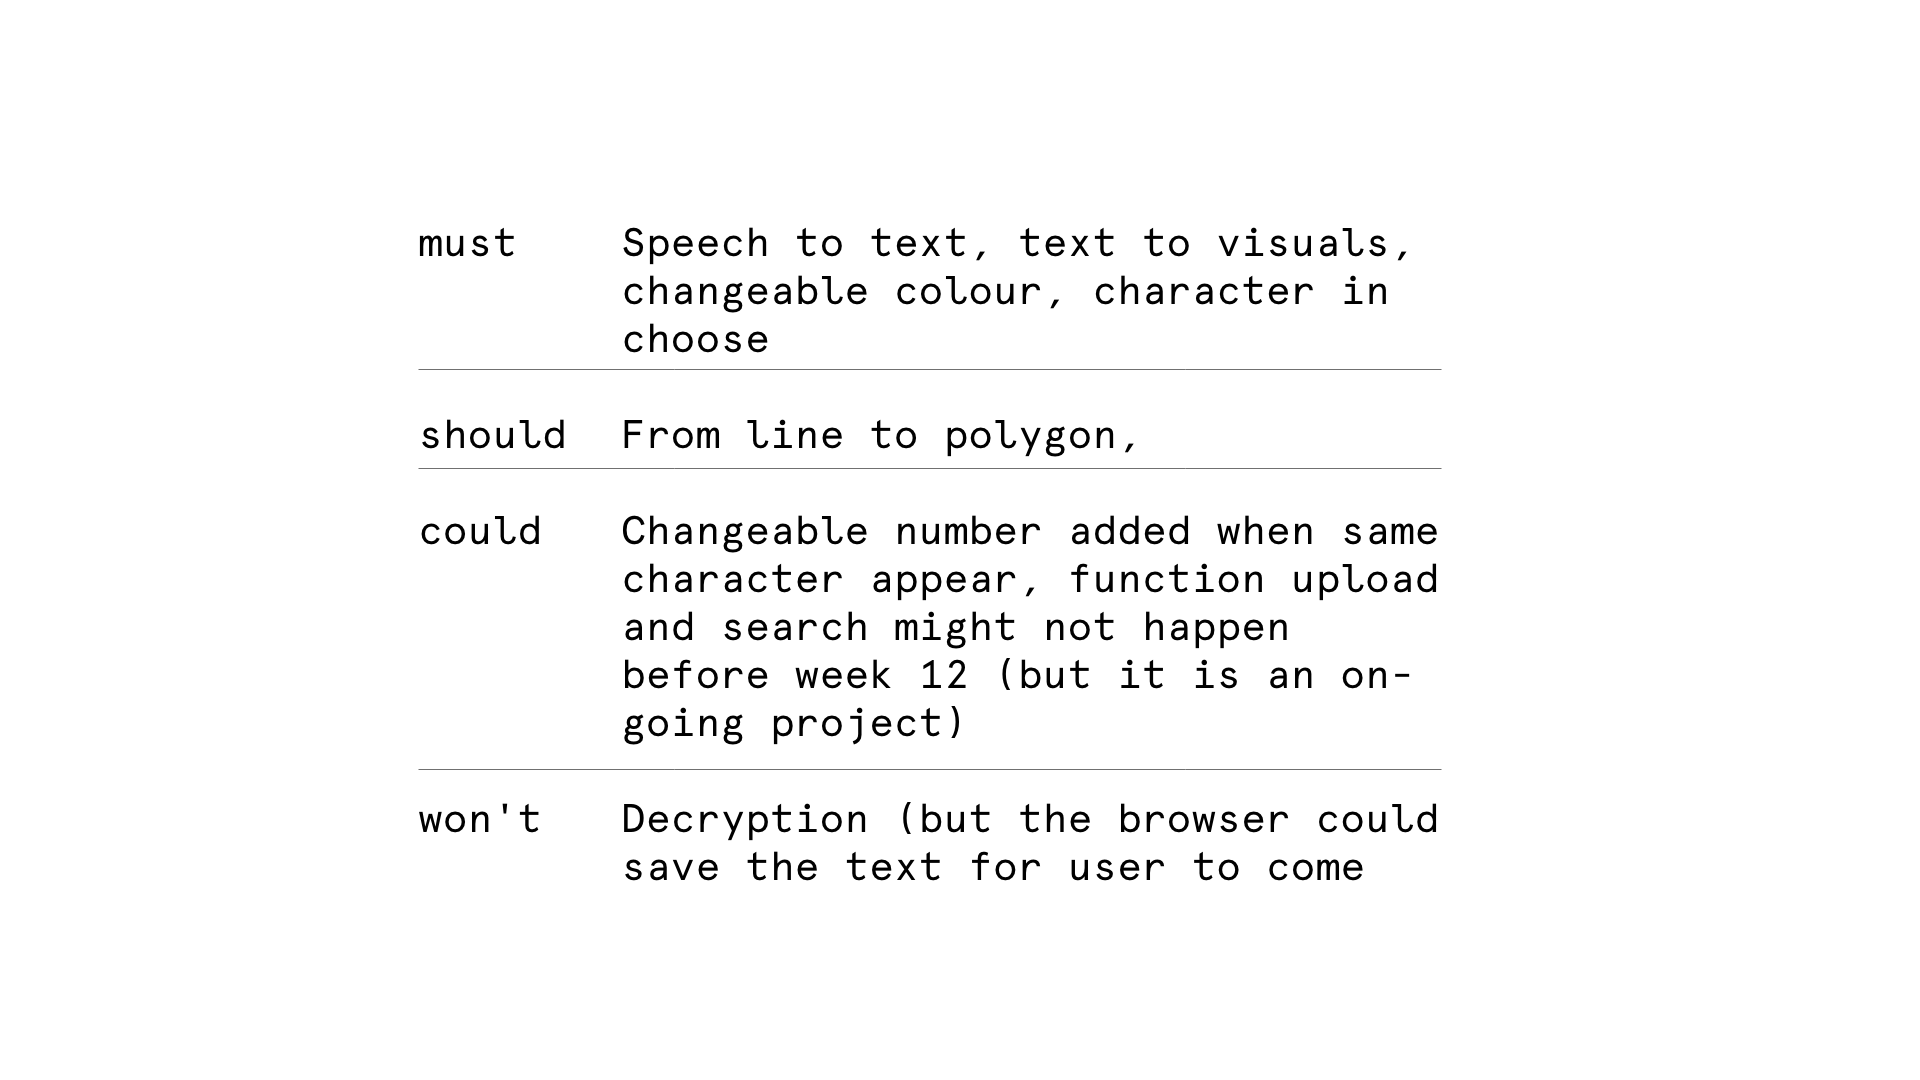 must Speech to text, text to visuals,
changeable colour, character in
choose
should From line to polygon,
could Changeable number added when same
character appear, function upload
and search might not happen
before week 12 (but it is an on-
going project)
won't Decryption (but the browser could
save the text for user to come